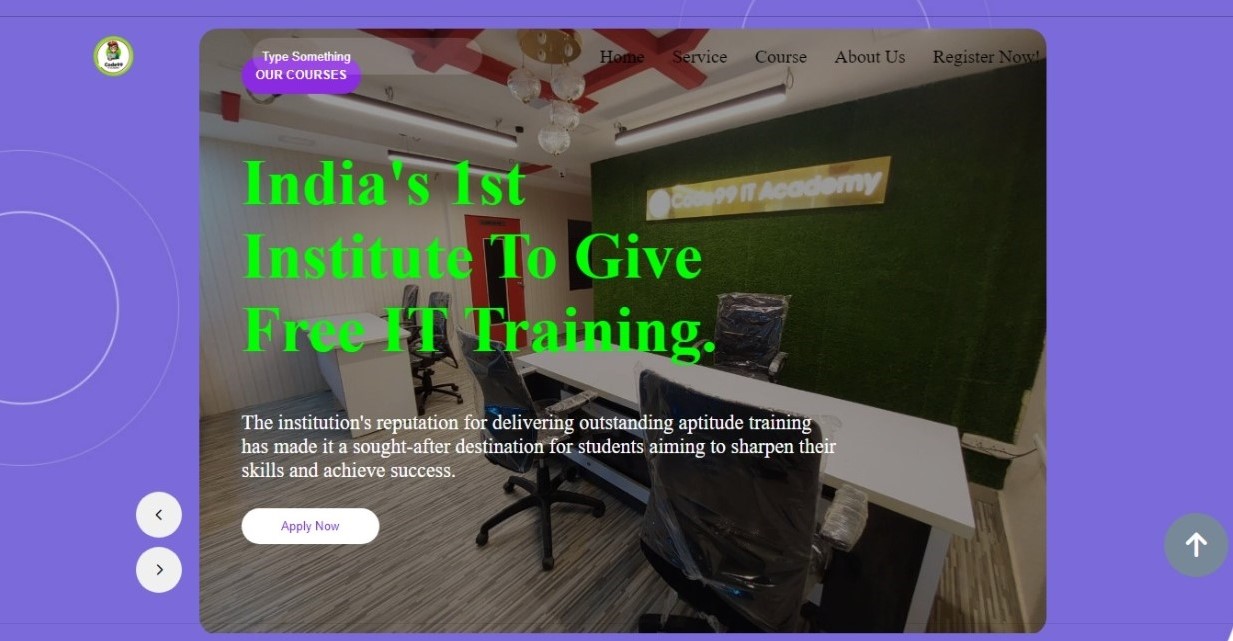 Code99
Type Something
Home Service Course About Us Register Now!
OUR COURSES
Code99 IT Academy
India's 1st
Institute To Give
Free IT Training.
The institution's reputation for delivering outstanding aptitude training
has made it a sought-after destination for students aiming to sharpen their
skills and achieve success.
Apply Now